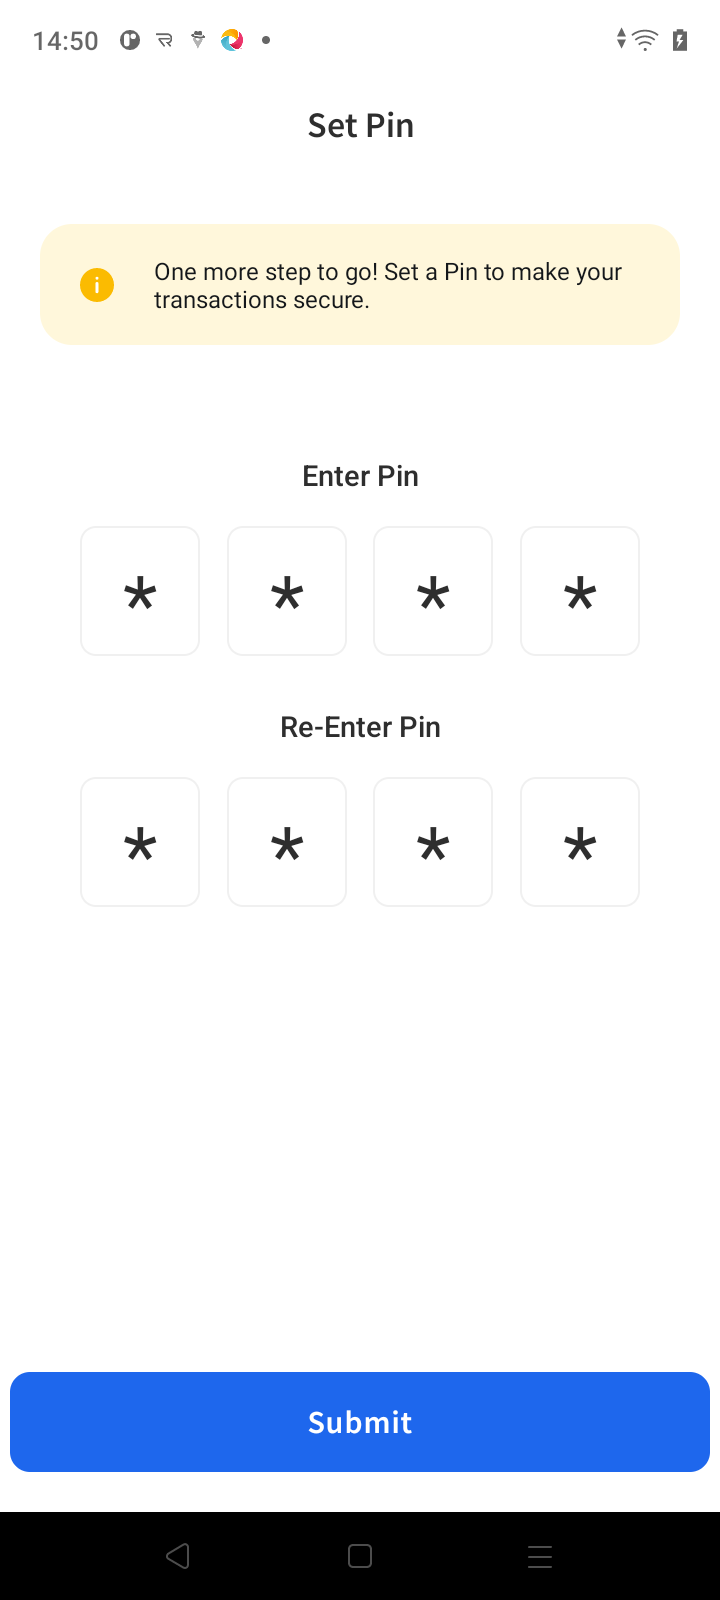 14:50
Set Pin
One more step to go! Set a Pin to make your
transactions secure.
Enter Pin
* * * *
Re-Enter Pin
* * * *
Submit